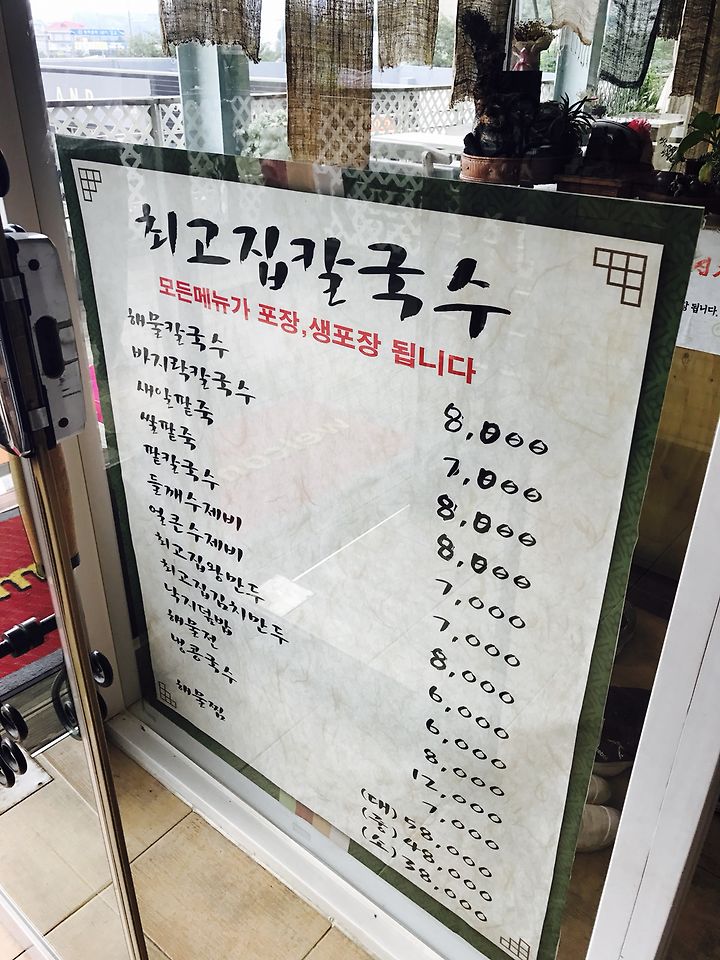 최고집칼국수
모든메뉴가 포장,생포장 됩니다
해물칼국수 8,000
바지락칼국수 7,000
새알팥죽 8,000
쌀팥죽 8,000
팥칼국수 7,000
들깨수제비 7,000
얼큰수제비 8,000
최고집왕만두 6,000
최고집김치만두 6,000
낙지덮밥 8,000
해물전 12,000
냉콩국수 7,000
해물찜 (대) 58,000
(중) 48,000
(소) 38,000
됩니다.